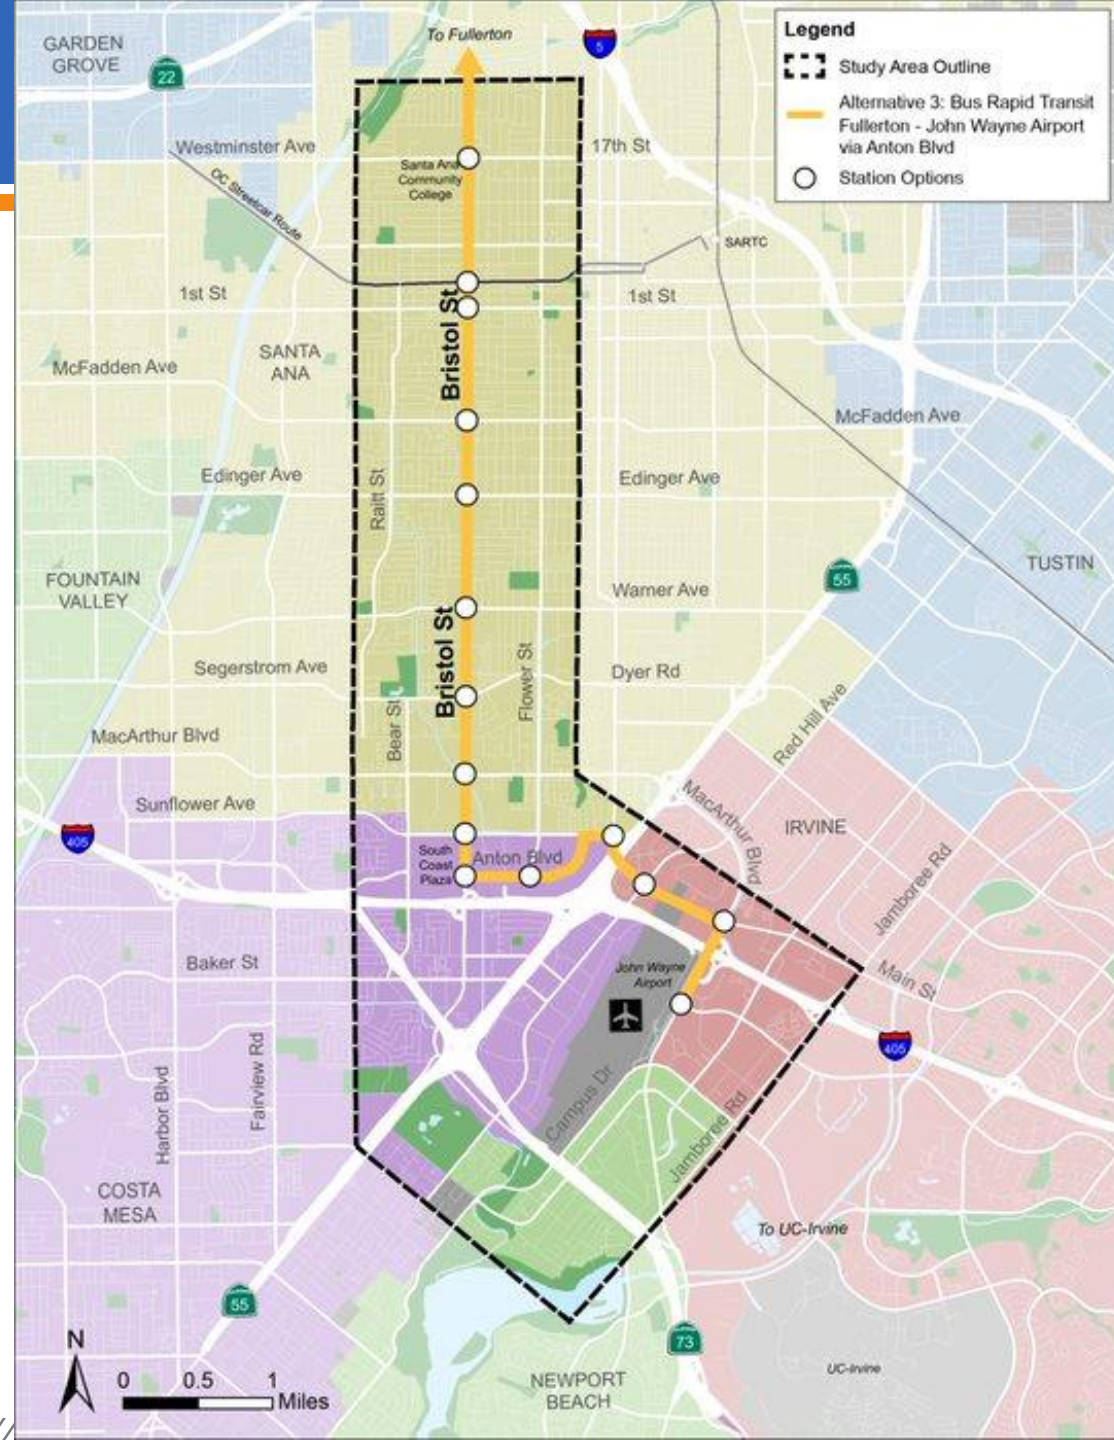 GARDEN
GROVE
22
To Fullerton
5
Legend
Study Area Outline
Alternative 3: Bus Rapid Transit
Fullerton - John Wayne Airport
via Anton Blvd
Station Options
Westminster Ave
17th St
Santa Ana
Community
College
OC Streetcar Route
SARTC
1st St
1st St
Bristol St
SANTA
ANA
McFadden Ave
McFadden Ave
Edinger Ave
Edinger Ave
Raitt St
TUSTIN
55
FOUNTAIN
VALLEY
Warner Ave
Bristol St
Segerstrom Ave
Flower St
Dyer Rd
Bear St
Red Hill Ave
MacArthur Blvd
MacArthur Blvd
Sunflower Ave
IRVINE
405
South
Coast
Plaza
Anton Blvd
Jamboree Rd
Baker St
John Wayne
Airport
Main St
405
Harbor Blvd
Fairview Rd
Campus Dr
Jamboree Rd
COSTA
MESA
To UC-Irvine
55
73
N
0 0.5 1
Miles
NEWPORT
BEACH
UC-Irvine